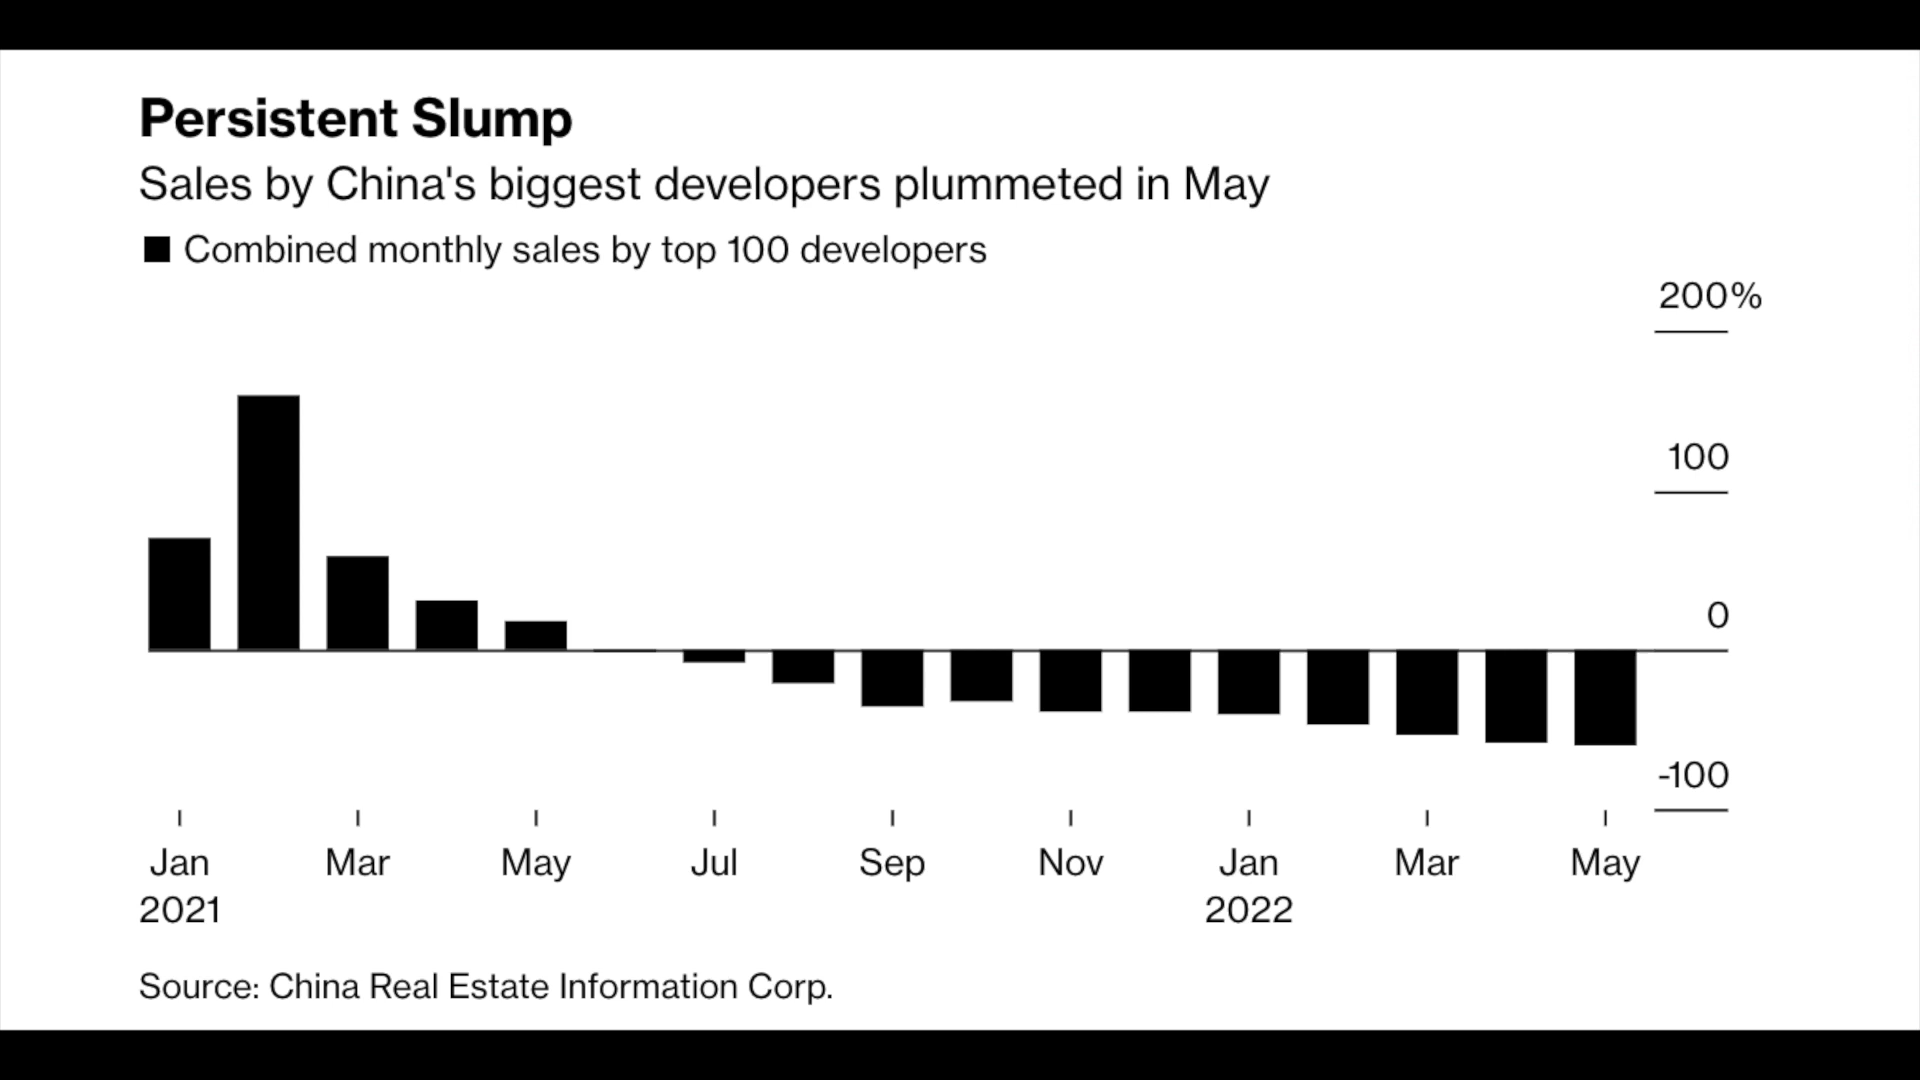 Persistent Slump
Sales by China's biggest developers plummeted in May
Combined monthly sales by top 100 developers
200%
100
0
-100
Jan Mar May Jul Sep Nov Jan Mar May
2021 2022
Source: China Real Estate Information Corp.